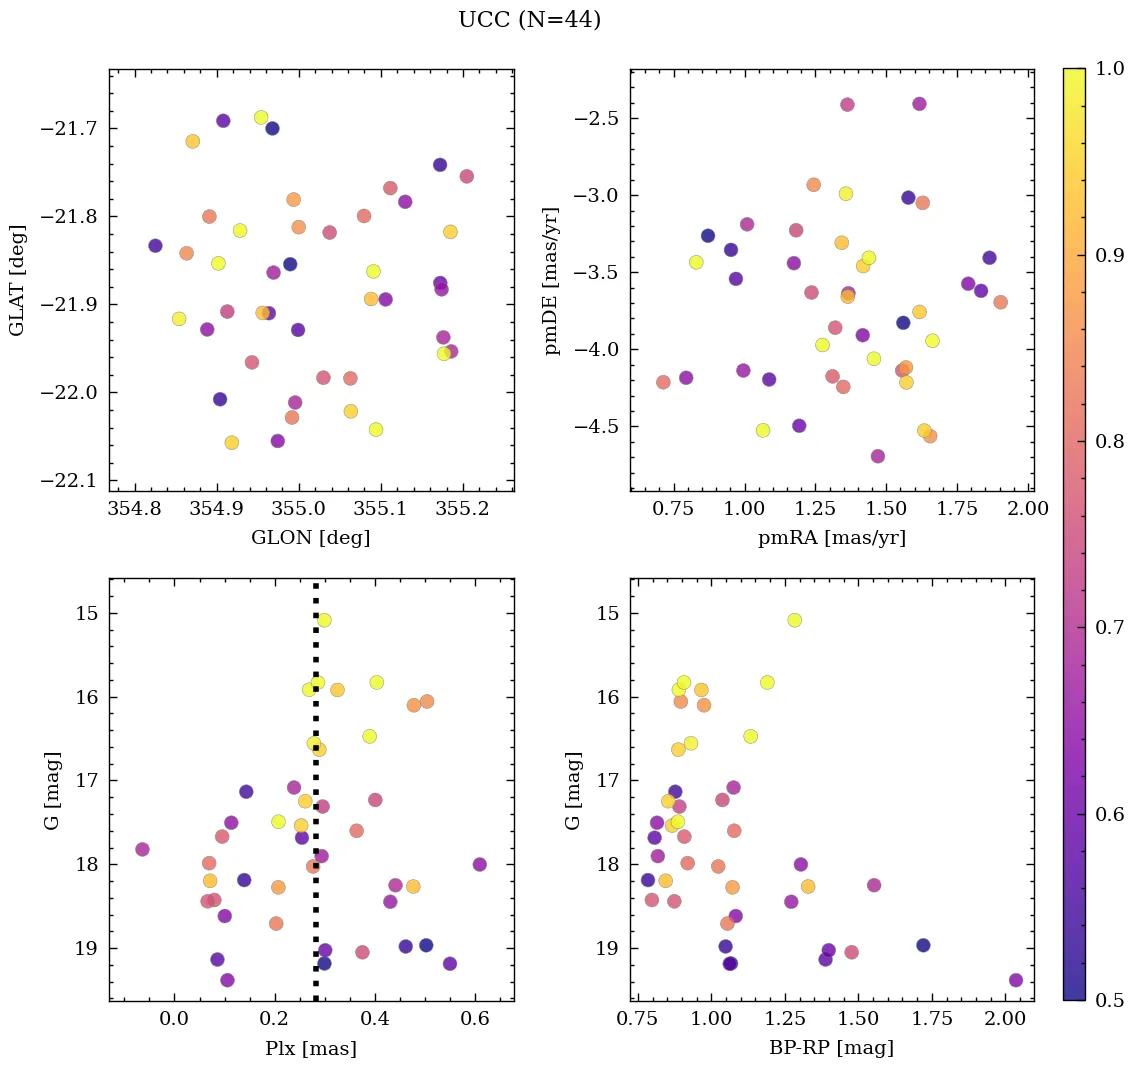 UCC (N=44)
−21.7
−21.8
−21.9
−22.0
−22.1
GLAT [deg]
354.8 354.9 355.0 355.1 355.2
GLON [deg]
−2.5
−3.0
−3.5
−4.0
−4.5
pmDE [mas/yr]
0.75 1.00 1.25 1.50 1.75 2.00
pmRA [mas/yr]
15
16
17
18
19
G [mag]
0.0 0.2 0.4 0.6
Plx [mas]
15
16
17
18
19
G [mag]
0.75 1.00 1.25 1.50 1.75 2.00
BP-RP [mag]
1.0
0.9
0.8
0.7
0.6
0.5